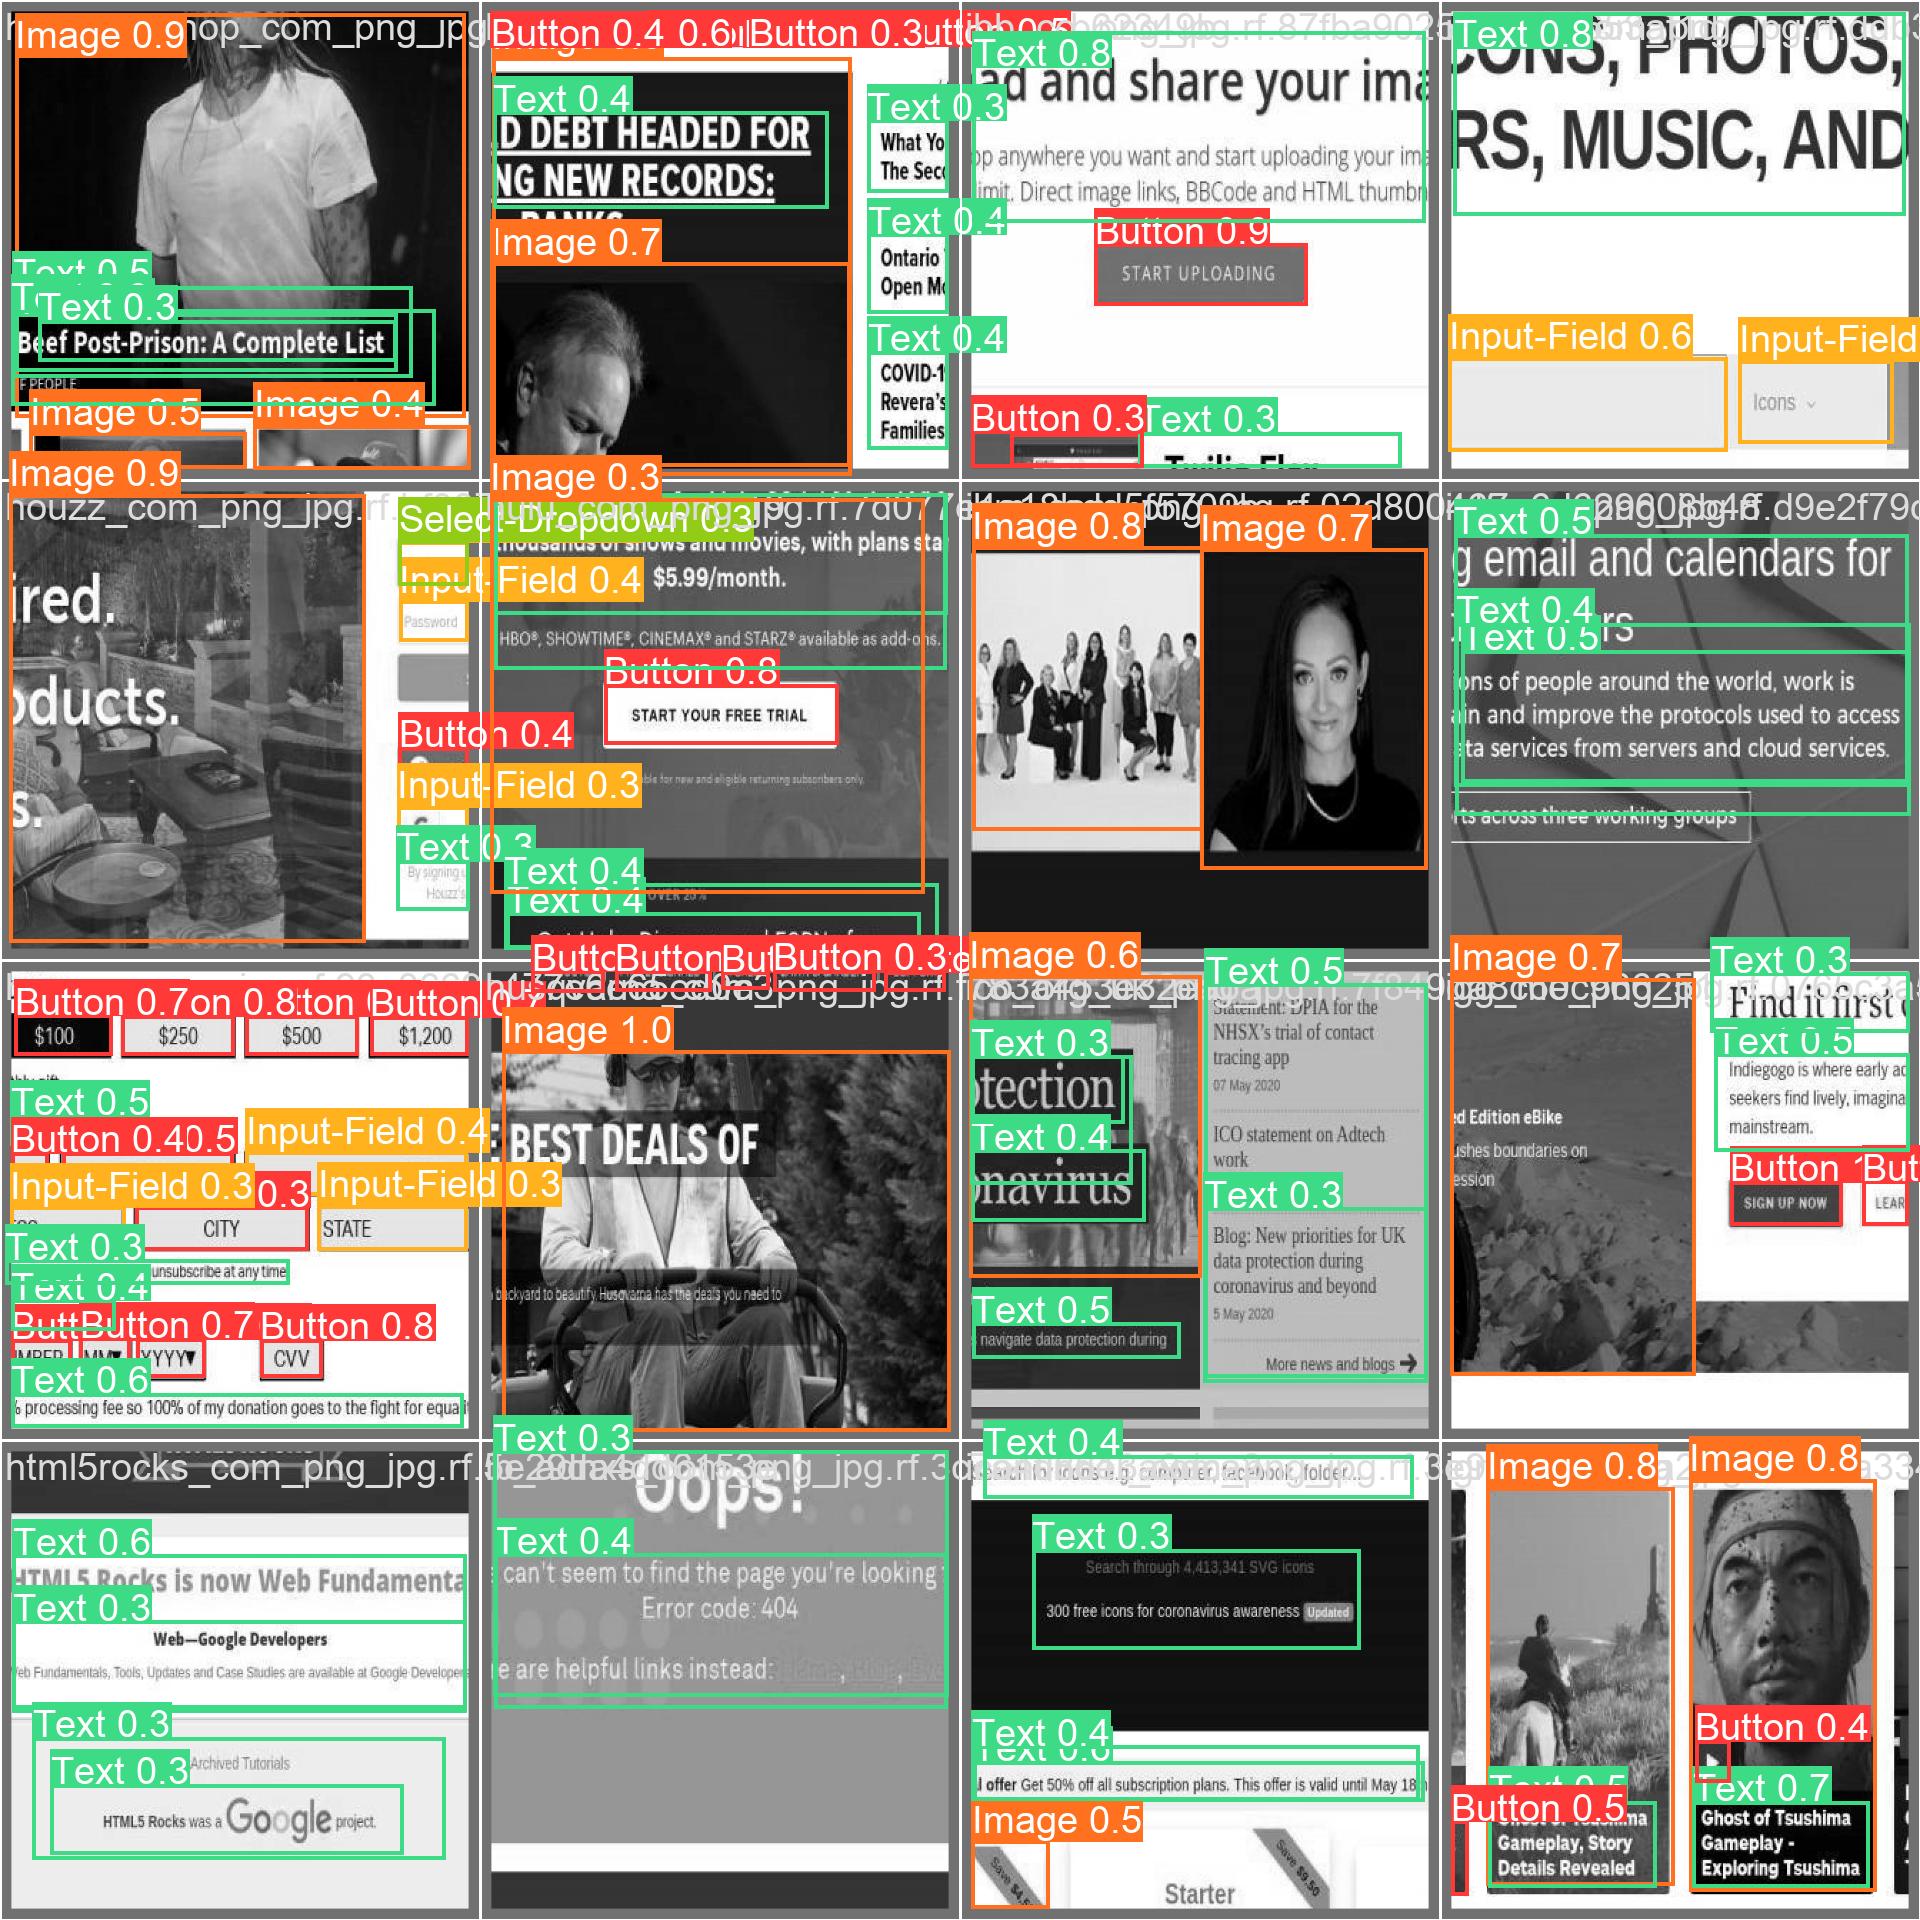 Image 0.9
Beef Post-Prison: A Complete List
F PEOPLE
Text 0.5
Text 0.3
Image 0.5
Image 0.4
Button 0.4
0.6
Button 0.3
Text 0.4
D DEBT HEADED FOR
NG NEW RECORDS:
Image 0.7
Text 0.3
What Yo
The Seco
Text 0.4
Ontario
Open Mo
Text 0.4
COVID-1
Revera's
Families
Text 0.8
ad and share your ima
op anywhere you want and start uploading your ima
imit. Direct image links, BBCode and HTML thumbn
Button 0.9
START UPLOADING
Button 0.3
Text 0.3
Text 0.8
CONS, PHOTOS,
RS, MUSIC, AND
Input-Field 0.6
Input-Field
Icons
Image 0.9
houzz_com_png_jpg.rf.
ired.
oducts.
s.
Select-Dropdown 0.3
Input-Field 0.4
Password
Button 0.4
Input-Field 0.3
Text 0.3
By signing u
Houzz's
Image 0.3
thousands of shows and movies, with plans sta
$5.99/month.
HBO®, SHOWTIME®, CINEMAX® and STARZ® available as add-ons.
Button 0.8
START YOUR FREE TRIAL
able for new and eligible returning subscribers only.
Text 0.4
OVER 20%
Text 0.4
Image 0.8
Image 0.7
Text 0.5
g email and calendars for
Text 0.4
rs
Text 0.5
ons of people around the world, work is
in and improve the protocols used to access
ata services from servers and cloud services.
rts across three working groups
Button 0.7
on 0.8
Button 0
$100
$250
$500
$1,200
Text 0.5
Button 0.4
0.5
Input-Field 0.4
Input-Field 0.3
0.3
Input-Field 0.3
CITY
STATE
Text 0.3
unsubscribe at any time
Text 0.4
Button 0.7
Button 0.8
MBER
MM▾
YYYY▾
CVV
Text 0.6
% processing fee so 100% of my donation goes to the fight for equali
Button 0.3
Image 1.0
E BEST DEALS OF
backyard to beautify, Husqvarna has the deals you need to
Image 0.6
Text 0.3
otection
Text 0.4
onavirus
Text 0.5
navigate data protection during
Text 0.5
Statement: DPIA for the
NHSX's trial of contact
tracing app
07 May 2020
ICO statement on Adtech
work
Text 0.3
Blog: New priorities for UK
data protection during
coronavirus and beyond
5 May 2020
More news and blogs
Image 0.7
ed Edition eBike
ushes boundaries on
ession
Text 0.3
Find it first
Text 0.5
Indiegogo is where early ad
seekers find lively, imagina
mainstream.
Button
SIGN UP NOW
LEAR
html5rocks_com_png_jpg.rf.
Text 0.6
HTML5 Rocks is now Web Fundamenta
Text 0.3
Web—Google Developers
Web Fundamentals, Tools, Updates and Case Studies are available at Google Developers
Text 0.3
Archived Tutorials
Text 0.3
HTML5 Rocks was a Google project.
Text 0.3
Oops!
Text 0.4
can't seem to find the page you're looking
Error code: 404
e are helpful links instead:
Text 0.4
Text 0.3
Search through 4,413,341 SVG icons
300 free icons for coronavirus awareness Updated
Text 0.4
l offer Get 50% off all subscription plans. This offer is valid until May 18
Image 0.5
Save $4.5
Starter
Save $9.50
Image 0.8
Image 0.8
Button 0.4
Text 0.5
Button 0.5
Gameplay, Story
Details Revealed
Text 0.7
Ghost of Tsushima
Gameplay -
Exploring Tsushima